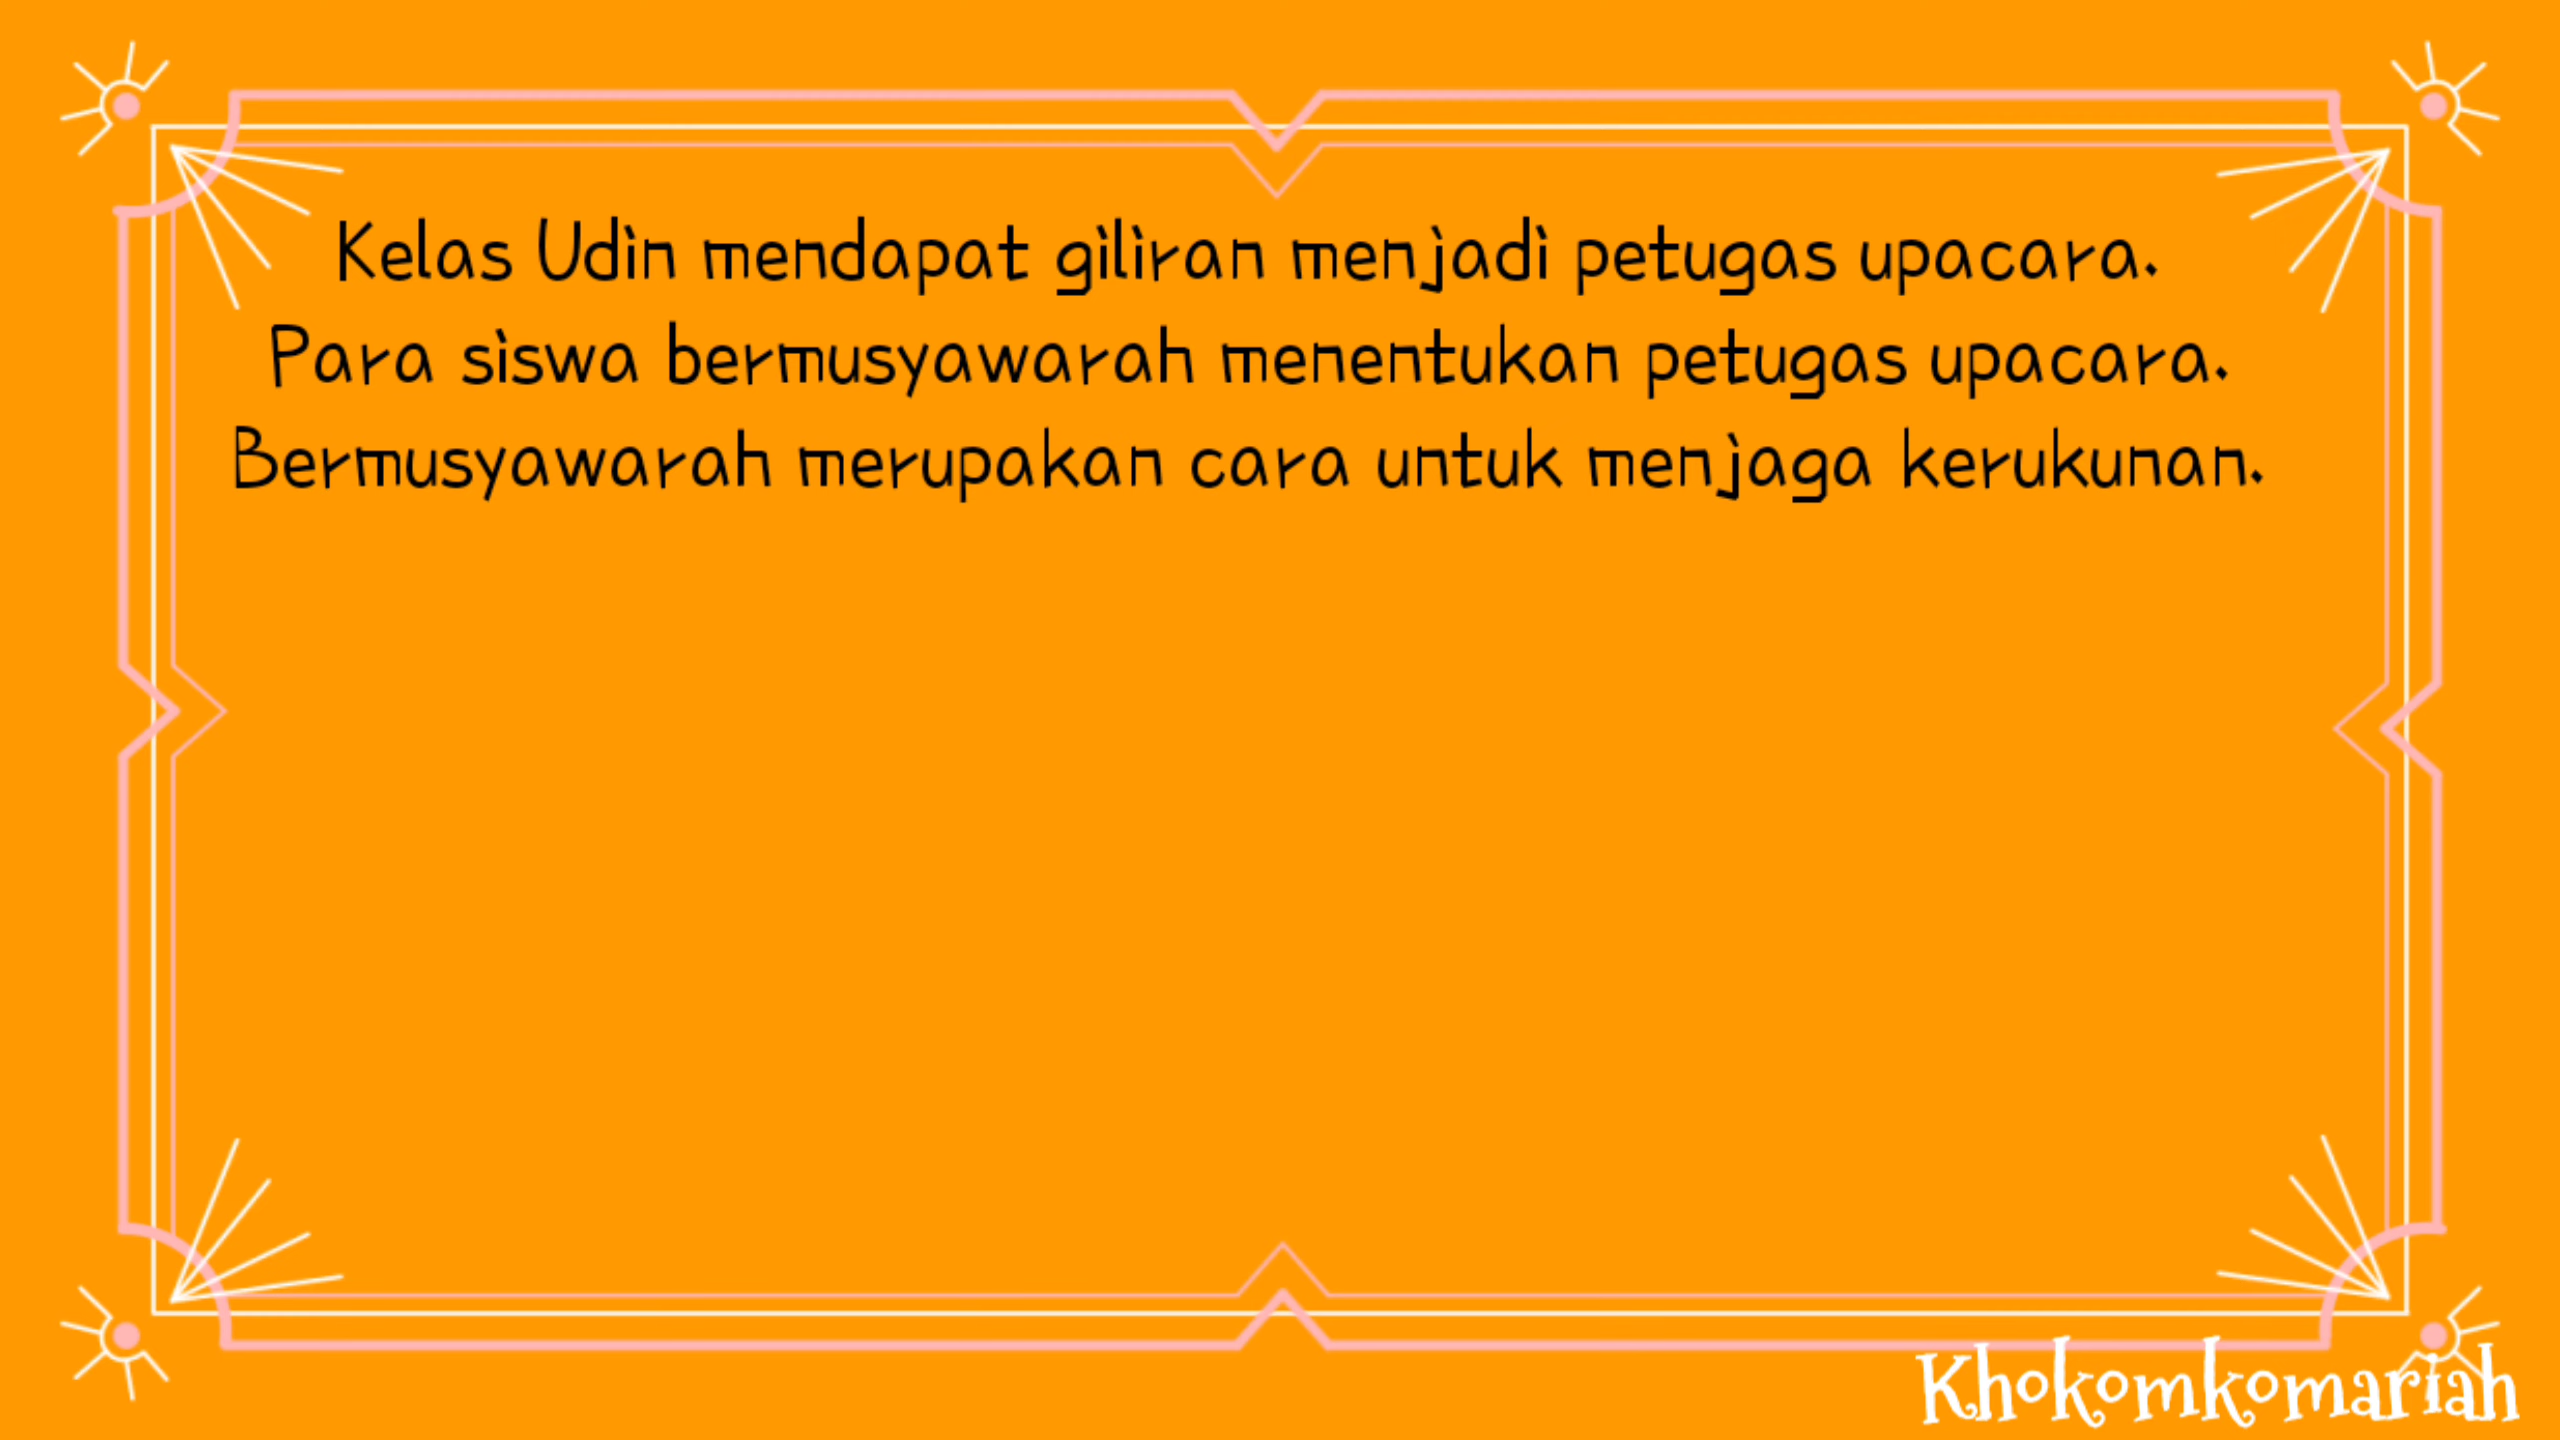 Kelas Udin mendapat giliran menjadi petugas upacara.
Para siswa bermusyawarah menentukan petugas upacara.
Bermusyawarah merupakan cara untuk menjaga kerukunan.
Khokomkomariah